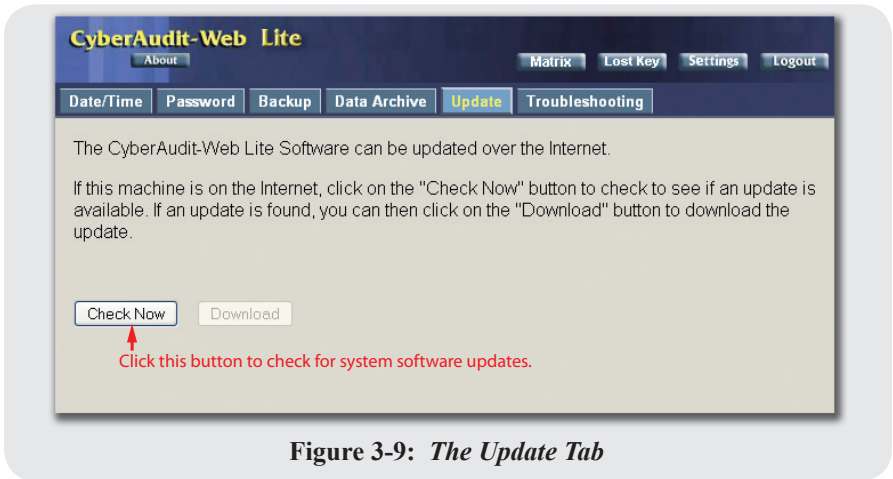 CyberAudit-Web Lite
About
Matrix Lost Key Settings Logout
Date/Time Password Backup Data Archive Update Troubleshooting
The CyberAudit-Web Lite Software can be updated over the Internet.
If this machine is on the Internet, click on the "Check Now" button to check to see if an update is
available. If an update is found, you can then click on the "Download" button to download the
update.
Check Now Download
Click this button to check for system software updates.
Figure 3-9: The Update Tab